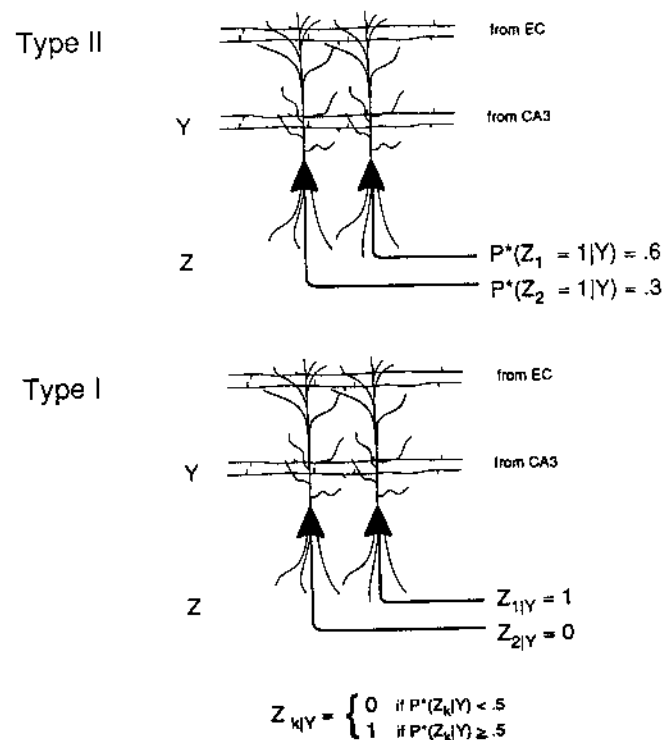 Type II
from EC
from CA3
Y
Z
P*(Z₁ = 1|Y) = .6
P*(Z₂ = 1|Y) = .3
Type I
from EC
from CA3
Y
Z
Z₁|Y = 1
Z₂|Y = 0
Z k|Y = { 0 if P*(Zₖ|Y) < .5
1 if P*(Zₖ|Y) ≥ .5